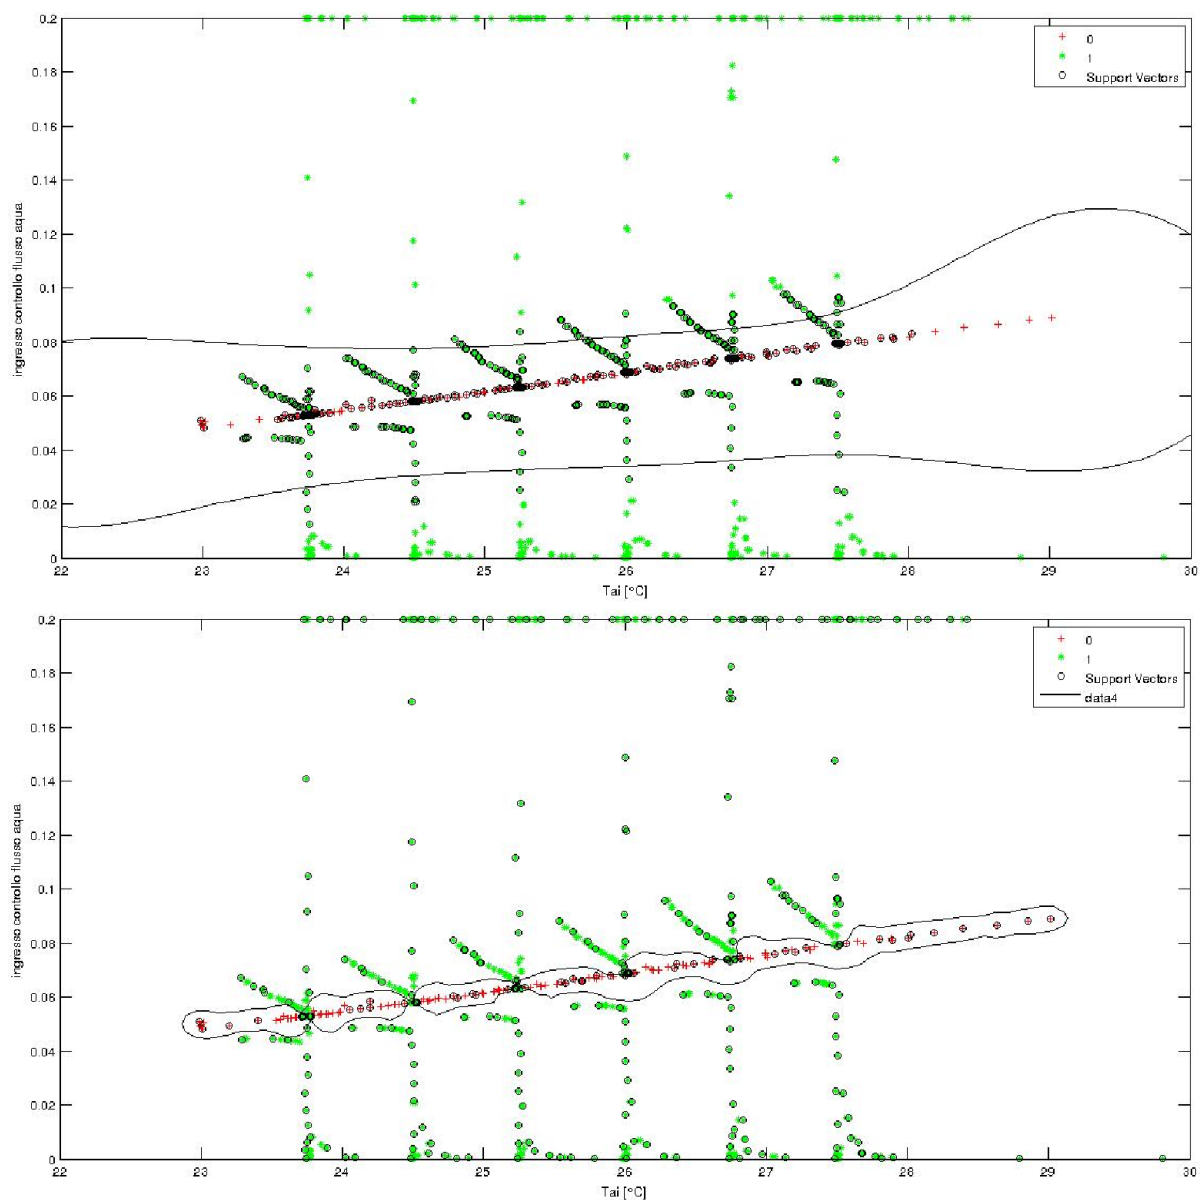 0.2
0.18
0.16
0.14
0.12
0.1
0.08
0.06
0.04
0.02
0
ingresso controllo flusso aqua
22 23 24 25 26 27 28 29 30
Tai [°C]
0
1
Support Vectors
0.2
0.18
0.16
0.14
0.12
0.1
0.08
0.06
0.04
0.02
0
ingresso controllo flusso aqua
22 23 24 25 26 27 28 29 30
Tai [°C]
0
1
Support Vectors
data4